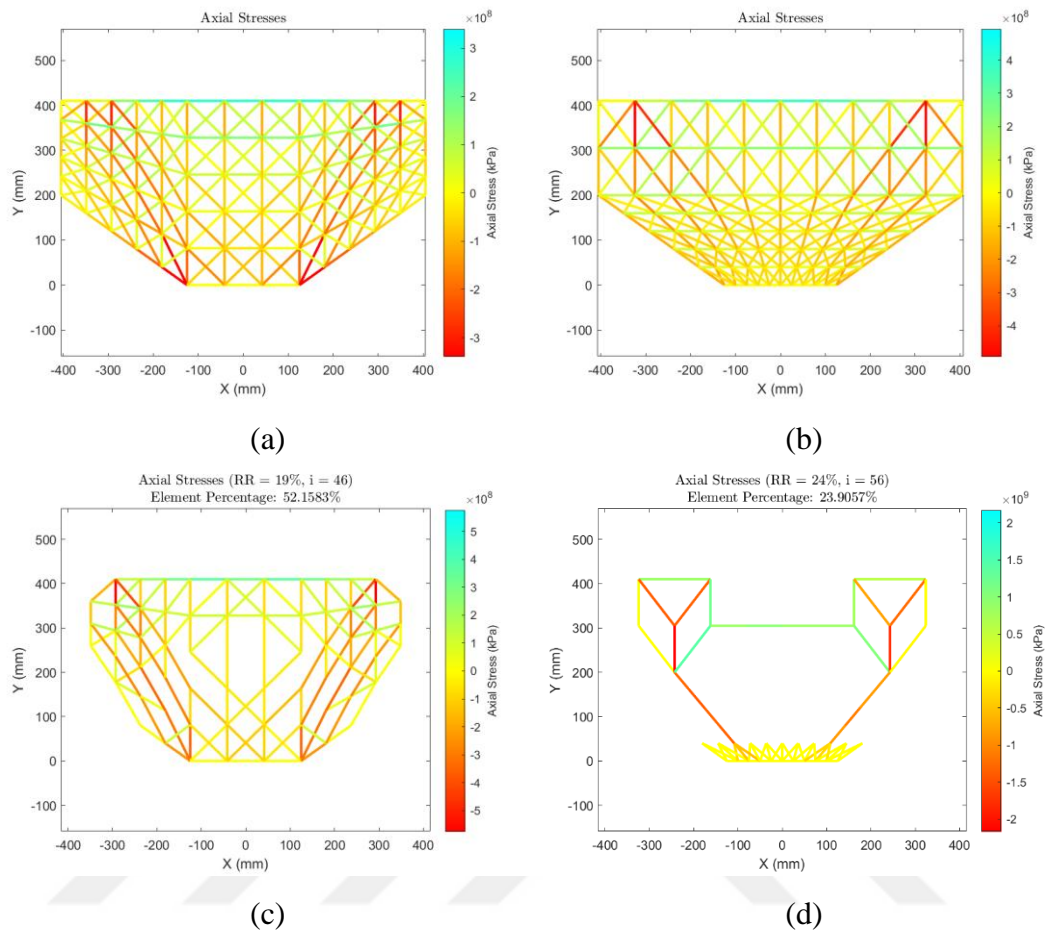 Axial Stresses
×10^8
500
400
300
200
100
0
-100
Y (mm)
-400 -300 -200 -100 0 100 200 300 400
X (mm)
3
2
1
0
-1
-2
-3
Axial Stress (kPa)
(a)
Axial Stresses
×10^8
500
400
300
200
100
0
-100
Y (mm)
-400 -300 -200 -100 0 100 200 300 400
X (mm)
4
3
2
1
0
-1
-2
-3
-4
Axial Stress (kPa)
(b)
Axial Stresses (RR = 19%, i = 46)
Element Percentage: 52.1583%
×10^8
500
400
300
200
100
0
-100
Y (mm)
-400 -300 -200 -100 0 100 200 300 400
X (mm)
5
4
3
2
1
0
-1
-2
-3
-4
-5
Axial Stress (kPa)
(c)
Axial Stresses (RR = 24%, i = 56)
Element Percentage: 23.9057%
×10^9
500
400
300
200
100
0
-100
Y (mm)
-400 -300 -200 -100 0 100 200 300 400
X (mm)
2
1.5
1
0.5
0
-0.5
-1
-1.5
-2
Axial Stress (kPa)
(d)